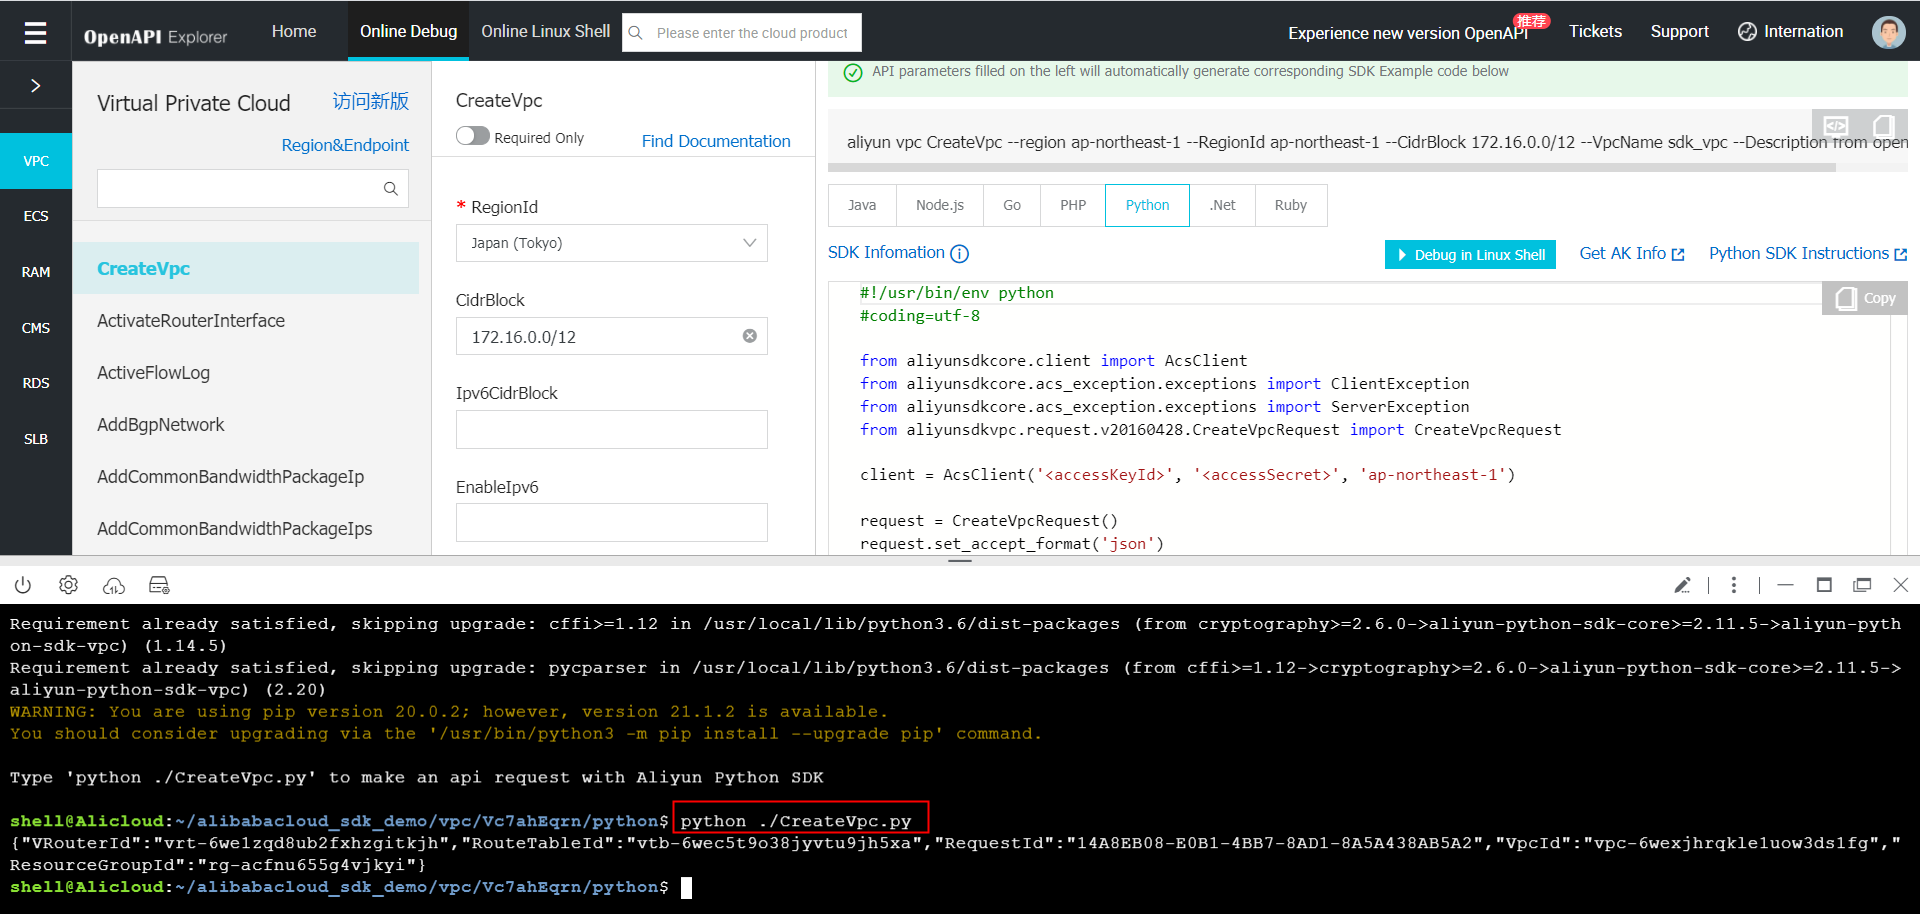 OpenAPI Explorer
Home
Online Debug
Online Linux Shell
Please enter the cloud product
Experience new version OpenAPI
推荐
Tickets
Support
Internation
Virtual Private Cloud
访问新版
Region&Endpoint
VPC
ECS
RAM
CMS
RDS
SLB
CreateVpc
ActivateRouterInterface
ActiveFlowLog
AddBgpNetwork
AddCommonBandwidthPackageIp
AddCommonBandwidthPackageIps
CreateVpc
Required Only
Find Documentation
* RegionId
Japan (Tokyo)
CidrBlock
172.16.0.0/12
Ipv6CidrBlock
EnableIpv6
API parameters filled on the left will automatically generate corresponding SDK Example code below
aliyun vpc CreateVpc --region ap-northeast-1 --RegionId ap-northeast-1 --CidrBlock 172.16.0.0/12 --VpcName sdk_vpc --Description from open
Java
Node.js
Go
PHP
Python
.Net
Ruby
SDK Infomation
Debug in Linux Shell
Get AK Info
Python SDK Instructions
Copy
#!/usr/bin/env python
#coding=utf-8
from aliyunsdkcore.client import AcsClient
from aliyunsdkcore.acs_exception.exceptions import ClientException
from aliyunsdkcore.acs_exception.exceptions import ServerException
from aliyunsdkvpc.request.v20160428.CreateVpcRequest import CreateVpcRequest
client = AcsClient('<accessKeyId>', '<accessSecret>', 'ap-northeast-1')
request = CreateVpcRequest()
request.set_accept_format('json')
Requirement already satisfied, skipping upgrade: cffi>=1.12 in /usr/local/lib/python3.6/dist-packages (from cryptography>=2.6.0->aliyun-python-sdk-core>=2.11.5->aliyun-pyth
on-sdk-vpc) (1.14.5)
Requirement already satisfied, skipping upgrade: pycparser in /usr/local/lib/python3.6/dist-packages (from cffi>=1.12->cryptography>=2.6.0->aliyun-python-sdk-core>=2.11.5->
aliyun-python-sdk-vpc) (2.20)
WARNING: You are using pip version 20.0.2; however, version 21.1.2 is available.
You should consider upgrading via the '/usr/bin/python3 -m pip install --upgrade pip' command.
Type 'python ./CreateVpc.py' to make an api request with Aliyun Python SDK
shell@Alicloud:~/alibabacloud_sdk_demo/vpc/Vc7ahEqrn/python$ python ./CreateVpc.py
{"VRouterId":"vrt-6we1zqd8ub2fxhzgitkjh","RouteTableId":"vtb-6wec5t9o38jyvtu9jh5xa","RequestId":"14A8EB08-E0B1-4BB7-8AD1-8A5A438AB5A2","VpcId":"vpc-6wexjhrqkle1uow3ds1fg","
ResourceGroupId":"rg-acfnu655g4vjkyi"}
shell@Alicloud:~/alibabacloud_sdk_demo/vpc/Vc7ahEqrn/python$